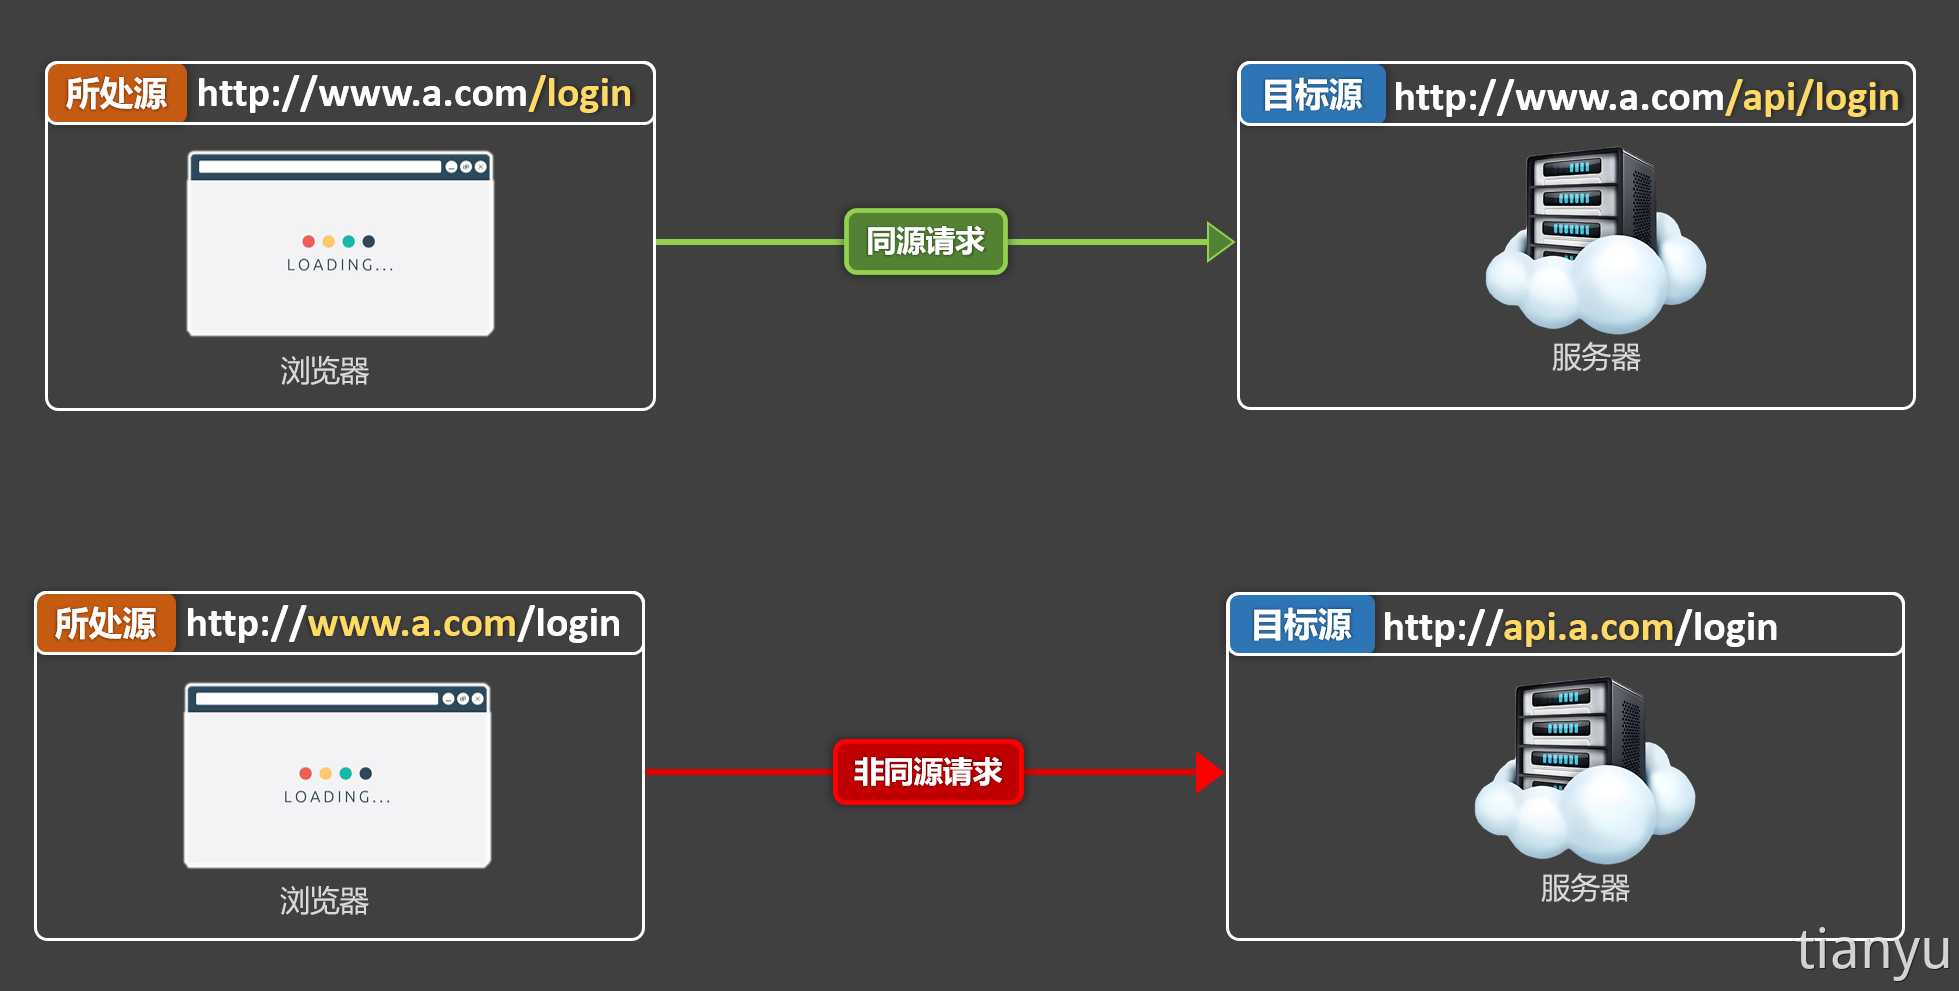 所处源 http://www.a.com/login
目标源 http://www.a.com/api/login
LOADING...
同源请求
浏览器
服务器
所处源 http://www.a.com/login
目标源 http://api.a.com/login
LOADING...
非同源请求
浏览器
服务器
tianyu